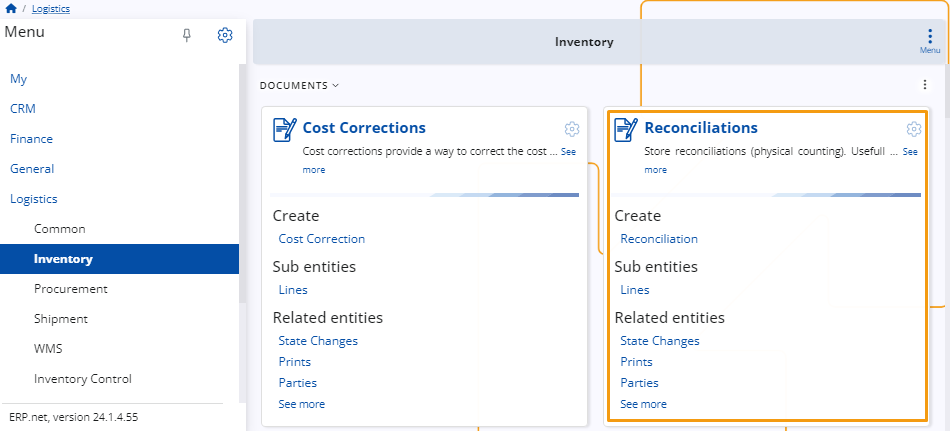 / Logistics
Menu
My
CRM
Finance
General
Logistics
Common
Inventory
Procurement
Shipment
WMS
Inventory Control
ERP.net, version 24.1.4.55
Inventory
Menu
DOCUMENTS
Cost Corrections
Cost corrections provide a way to correct the cost ... See
more
Create
Cost Correction
Sub entities
Lines
Related entities
State Changes
Prints
Parties
See more
Reconciliations
Store reconciliations (physical counting). Usefull ... See
more
Create
Reconciliation
Sub entities
Lines
Related entities
State Changes
Prints
Parties
See more